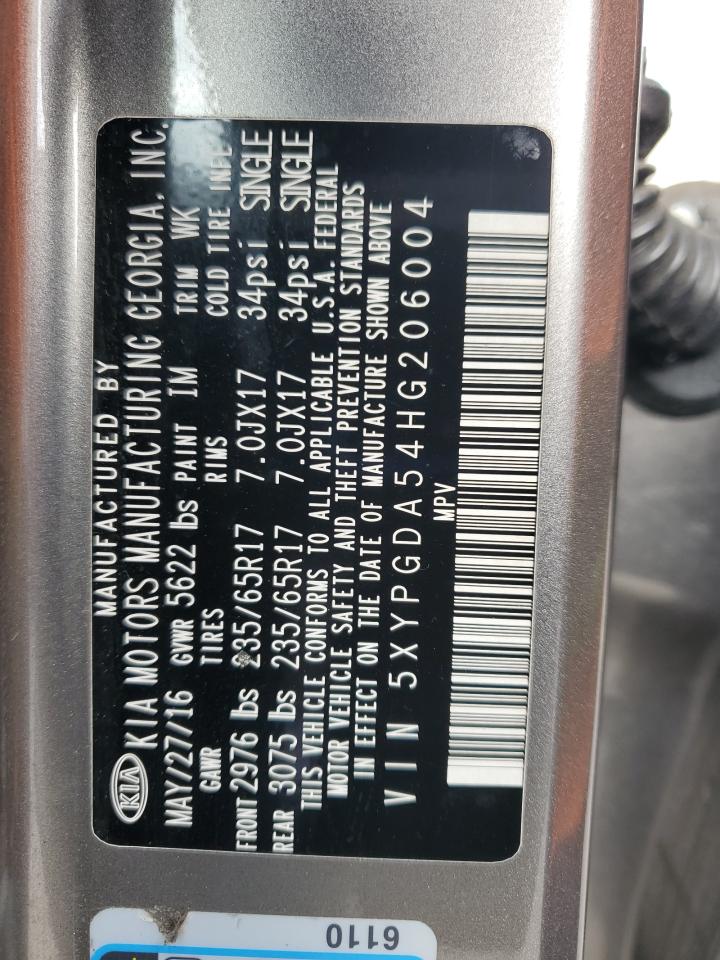 MANUFACTURED BY
KIA KIA MOTORS MANUFACTURING GEORGIA, INC.
MAY/27/16 GVWR 5622 lbs PAINT IM TRIM WK
GAWR TIRES RIMS COLD TIRE INFL
FRONT 2976 lbs 235/65R17 7.0JX17 34psi SINGLE
REAR 3075 lbs 235/65R17 7.0JX17 34psi SINGLE
THIS VEHICLE CONFORMS TO ALL APPLICABLE U.S.A. FEDERAL
MOTOR VEHICLE SAFETY AND THEFT PREVENTION STANDARDS
IN EFFECT ON THE DATE OF MANUFACTURE SHOWN ABOVE
VIN 5XYPGDA54HG206004
MPV
6110